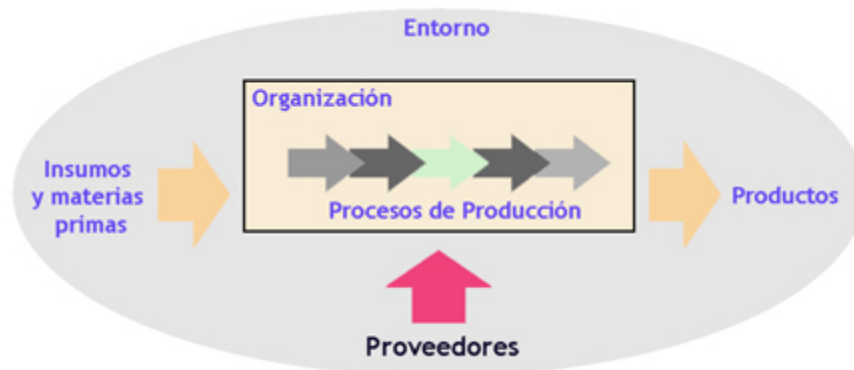 Entorno
Organización
Insumos
y materias
primas
Procesos de Producción
Productos
Proveedores